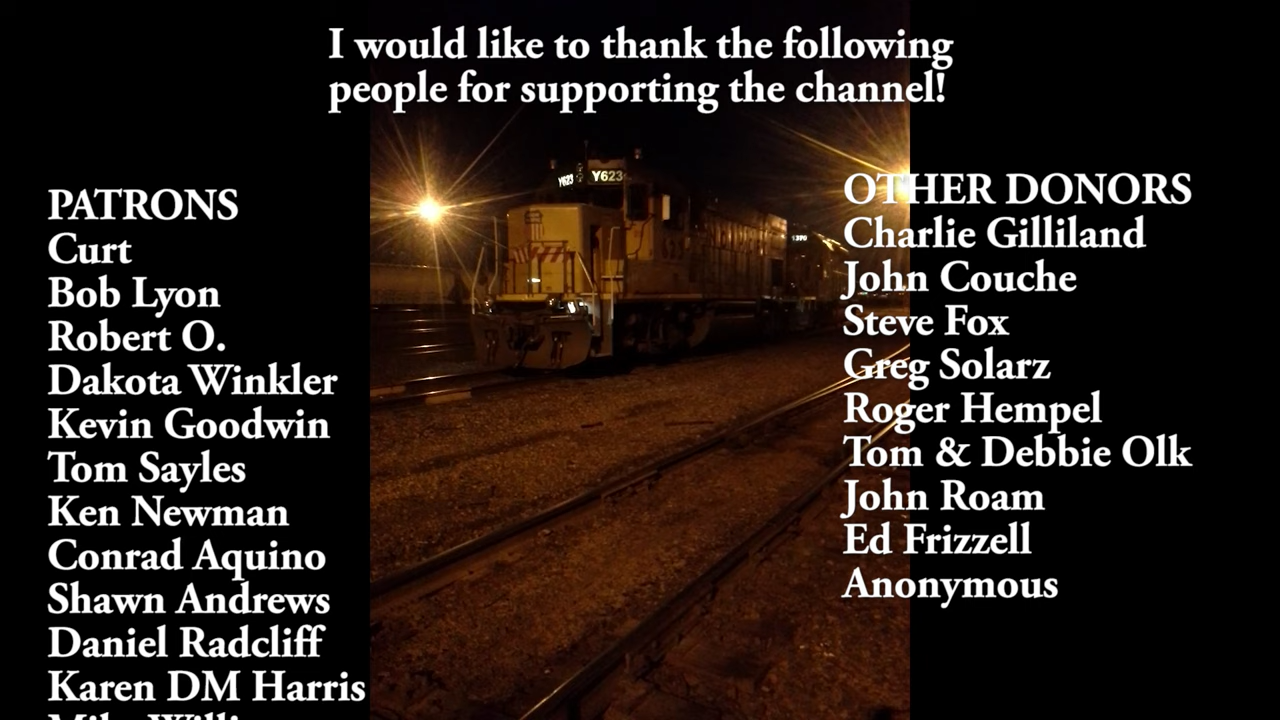 I would like to thank the following
people for supporting the channel!
PATRONS
Curt
Bob Lyon
Robert O.
Dakota Winkler
Kevin Goodwin
Tom Sayles
Ken Newman
Conrad Aquino
Shawn Andrews
Daniel Radcliff
Karen DM Harris
OTHER DONORS
Charlie Gilliland
John Couche
Steve Fox
Greg Solarz
Roger Hempel
Tom & Debbie Olk
John Roam
Ed Frizzell
Anonymous
Y623
Y623